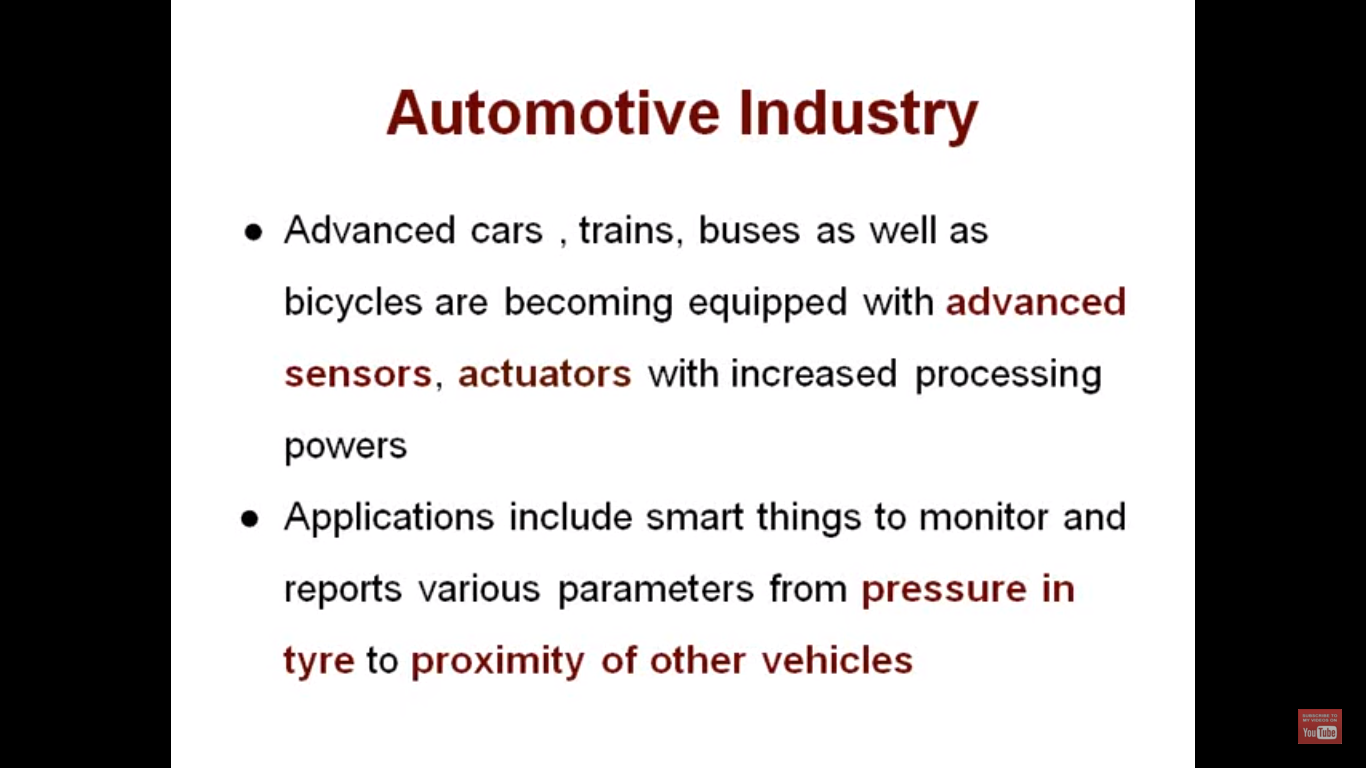 Automotive Industry
● Advanced cars , trains, buses as well as
bicycles are becoming equipped with advanced
sensors, actuators with increased processing
powers
● Applications include smart things to monitor and
reports various parameters from pressure in
tyre to proximity of other vehicles
SUBSCRIBE TO
MY VIDEOS ON
YouTube